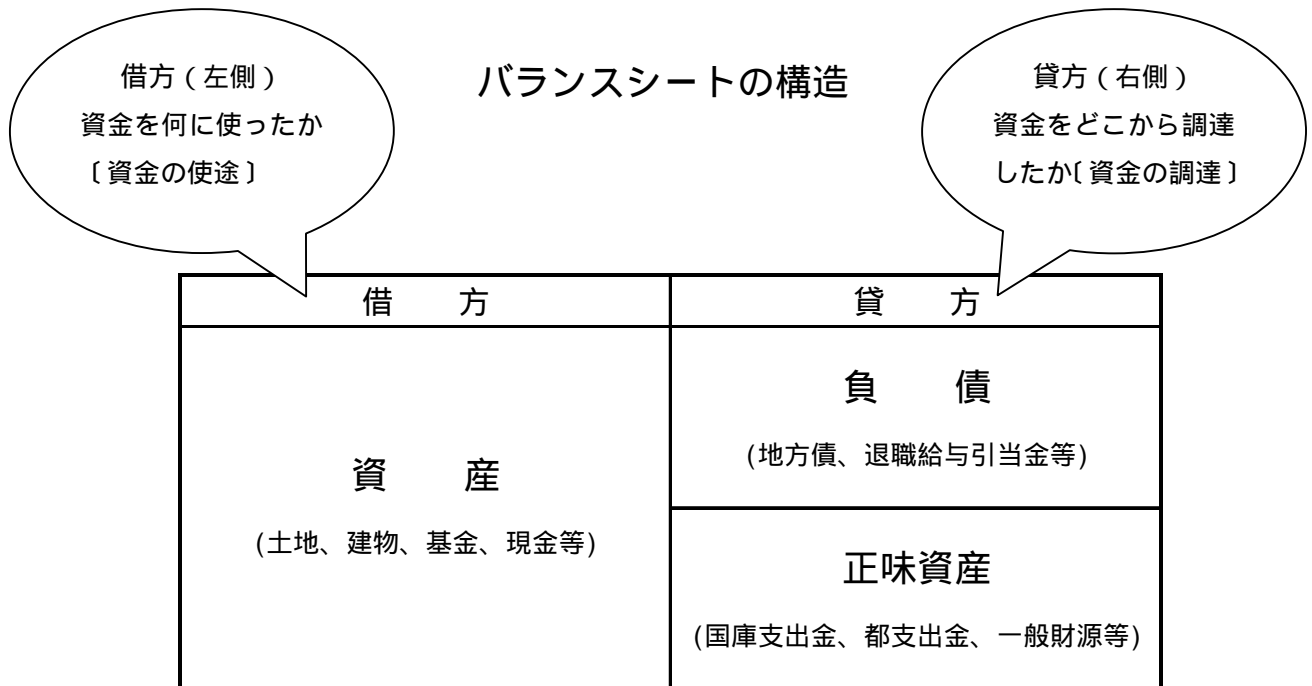 バランスシートの構造
借方(左側)
資金を何に使ったか
〔資金の使途〕
貸方(右側)
資金をどこから調達
したか〔資金の調達〕
借　　方
貸　　方
資　　産
(土地、建物、基金、現金等)
負　　債
(地方債、退職給与引当金等)
正味資産
(国庫支出金、都支出金、一般財源等)